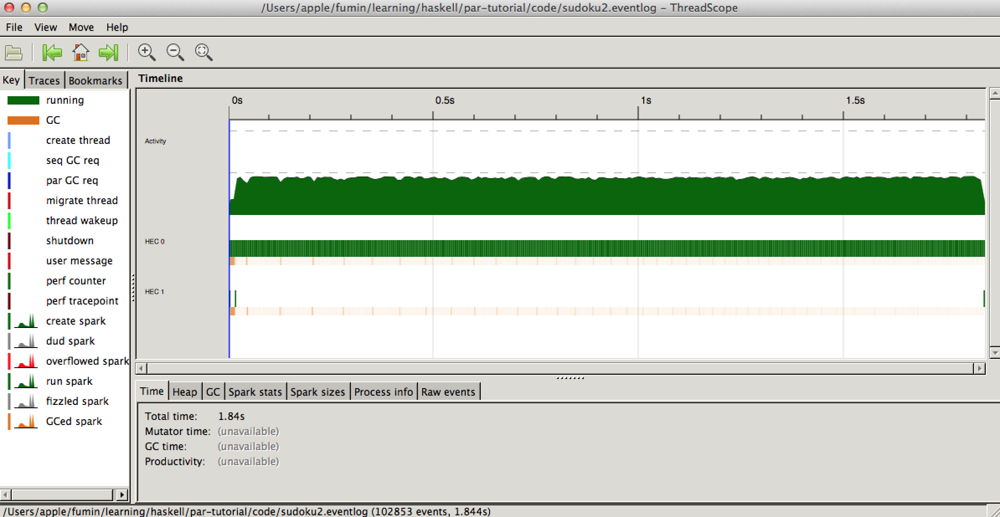 /Users/apple/fumin/learning/haskell/par-tutorial/code/sudoku2.eventlog – ThreadScope
File View Move Help
Key Traces Bookmarks
running
GC
create thread
seq GC req
par GC req
migrate thread
thread wakeup
shutdown
user message
perf counter
perf tracepoint
create spark
dud spark
overflowed spark
run spark
fizzled spark
GCed spark
Timeline
0s 0.5s 1s 1.5s
Activity
HEC 0
HEC 1
Time Heap GC Spark stats Spark sizes Process info Raw events
Total time: 1.84s
Mutator time: (unavailable)
GC time: (unavailable)
Productivity: (unavailable)
/Users/apple/fumin/learning/haskell/par-tutorial/code/sudoku2.eventlog (102853 events, 1.844s)